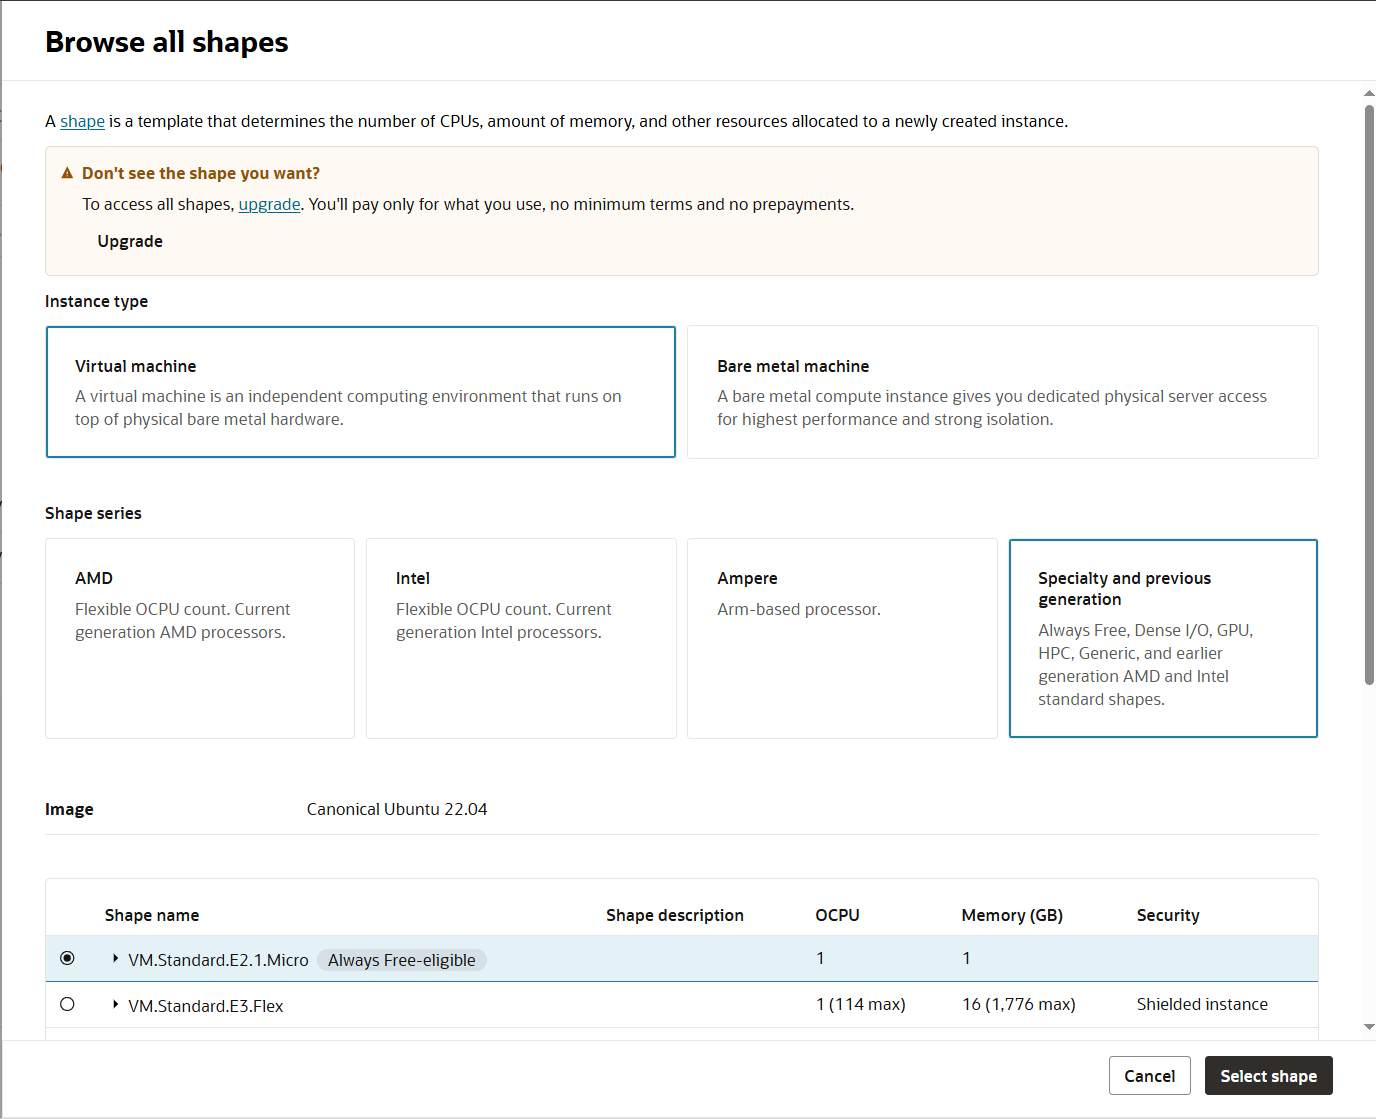 Browse all shapes
A shape is a template that determines the number of CPUs, amount of memory, and other resources allocated to a newly created instance.
Don't see the shape you want?
To access all shapes, upgrade. You'll pay only for what you use, no minimum terms and no prepayments.
Upgrade
Instance type
Virtual machine
A virtual machine is an independent computing environment that runs on
top of physical bare metal hardware.
Bare metal machine
A bare metal compute instance gives you dedicated physical server access
for highest performance and strong isolation.
Shape series
AMD
Flexible OCPU count. Current
generation AMD processors.
Intel
Flexible OCPU count. Current
generation Intel processors.
Ampere
Arm-based processor.
Specialty and previous
generation
Always Free, Dense I/O, GPU,
HPC, Generic, and earlier
generation AMD and Intel
standard shapes.
Image Canonical Ubuntu 22.04
Shape name Shape description OCPU Memory (GB) Security
VM.Standard.E2.1.Micro Always Free-eligible 1 1
VM.Standard.E3.Flex 1 (114 max) 16 (1,776 max) Shielded instance
Cancel Select shape